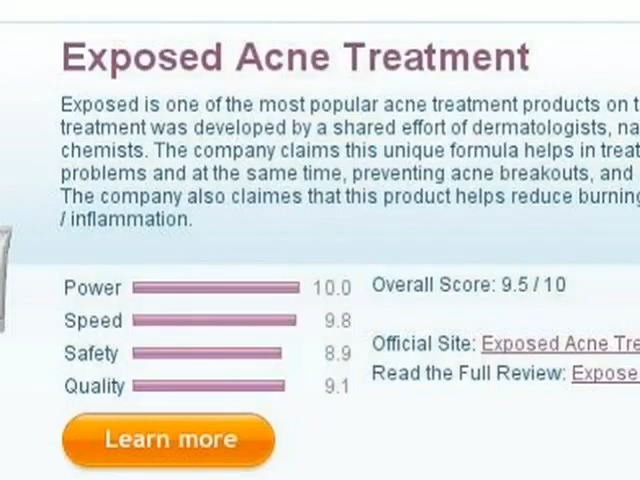 Exposed Acne Treatment
Exposed is one of the most popular acne treatment products on t
treatment was developed by a shared effort of dermatologists, na
chemists. The company claims this unique formula helps in treat
problems and at the same time, preventing acne breakouts, and
The company also claimes that this product helps reduce burning
/ inflammation.
Power 10.0
Overall Score: 9.5 / 10
Speed 9.8
Safety 8.9
Official Site: Exposed Acne Tre
Read the Full Review: Expose
Quality 9.1
Learn more